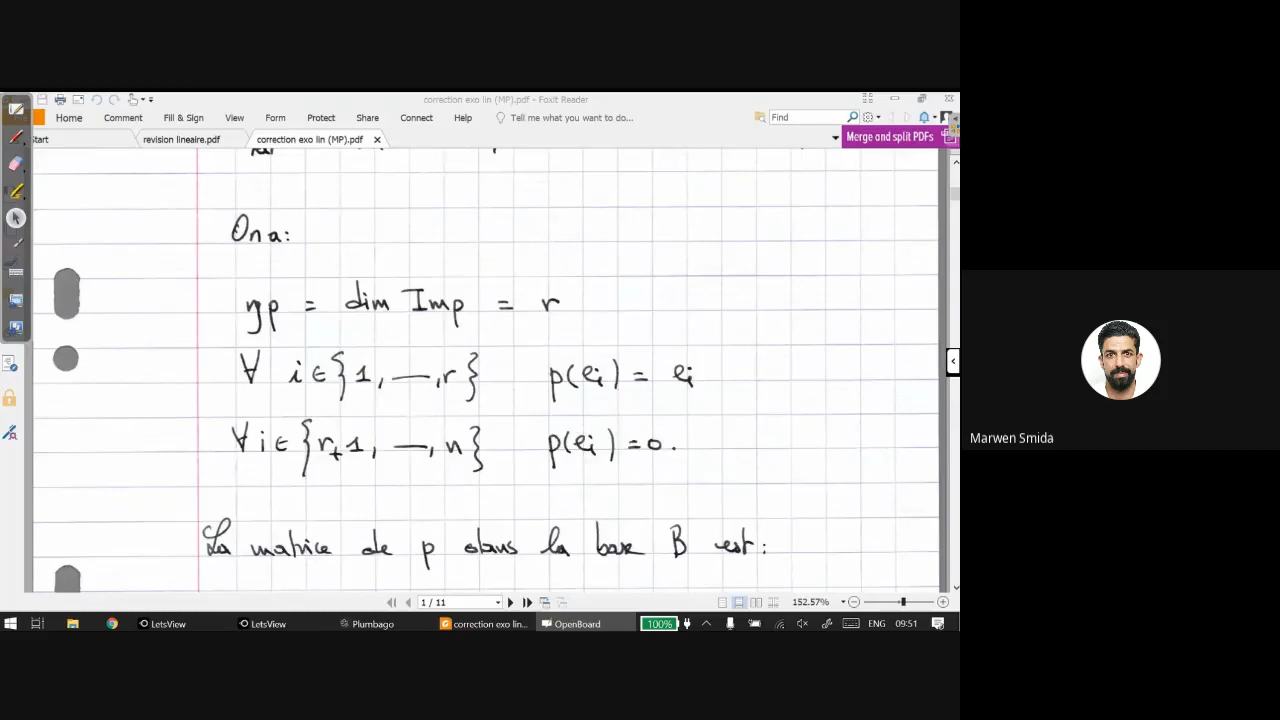 correction exo lin (MP).pdf - Foxit Reader
Home Comment Fill & Sign View Form Protect Share Connect Help Tell me what you want to do... Find
Start revision lineaire.pdf correction exo lin (MP).pdf Merge and split PDFs
On a:
rgp = dim Imp = r
∀ i ∈ {1, —, r} p(ei) = ei
∀ i ∈ {r+1, —, n} p(ei) = 0.
La matrice de p dans la base B est:
Marwen Smida
1 / 11 152.57%
LetsView LetsView Plumbago correction exo lin... OpenBoard 100% ENG 09:51